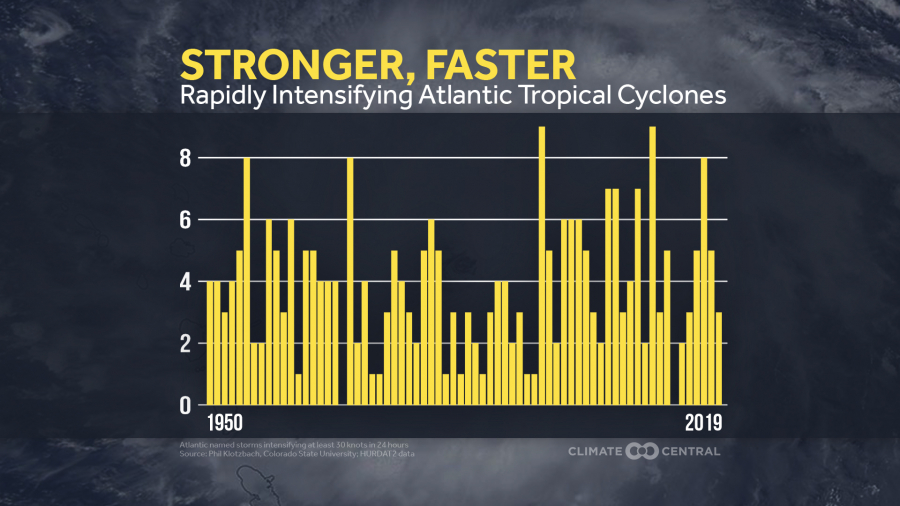 STRONGER, FASTER
Rapidly Intensifying Atlantic Tropical Cyclones
8
6
4
2
0
1950 2019
Atlantic named storms intensifying at least 30 knots in 24 hours
Source: Phil Klotzbach, Colorado State University; HURDAT2 data
CLIMATE CENTRAL